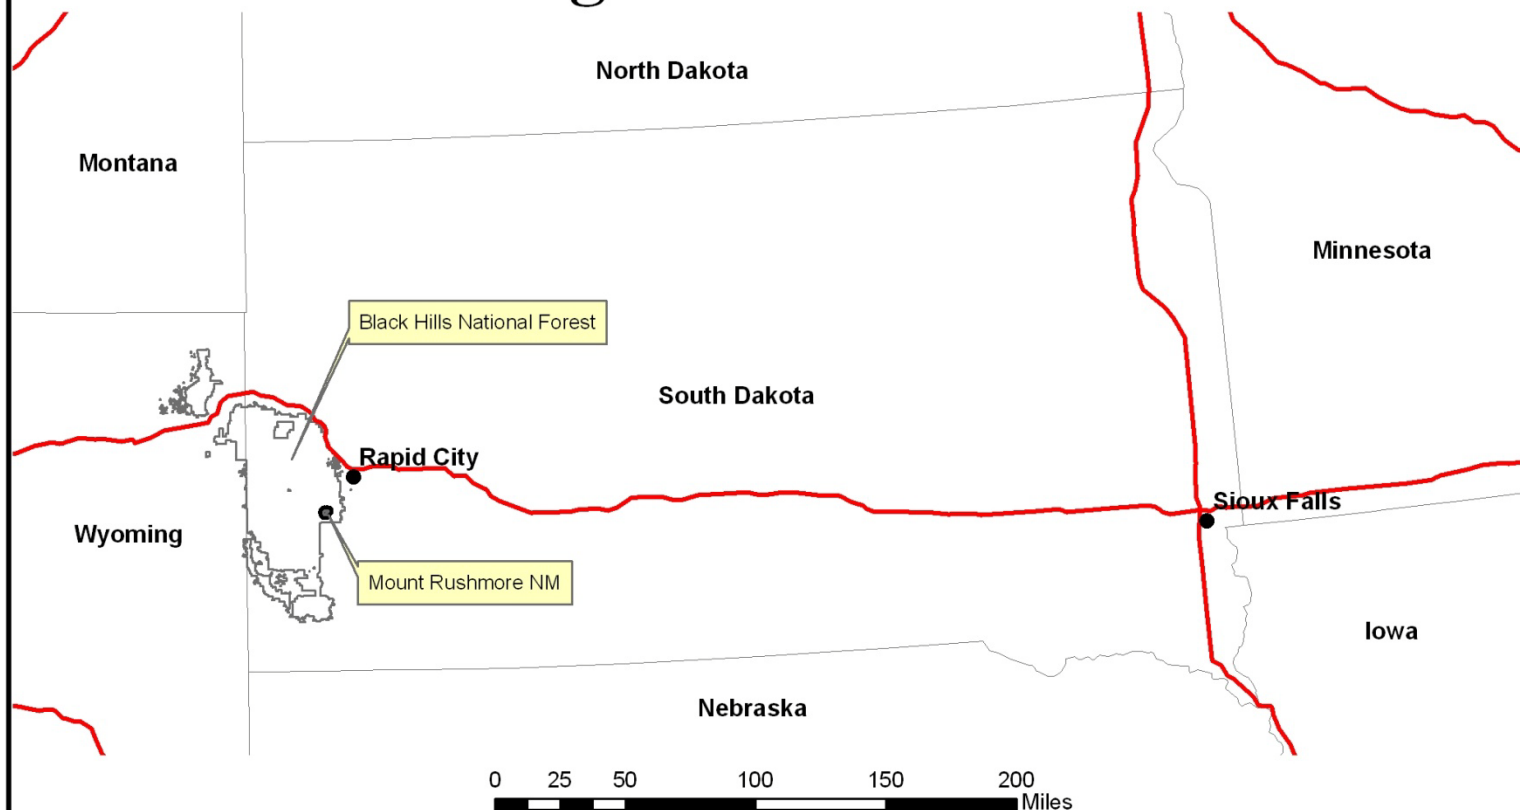 North Dakota
Montana
Minnesota
Black Hills National Forest
South Dakota
Rapid City
Sioux Falls
Wyoming
Mount Rushmore NM
Iowa
Nebraska
0 25 50 100 150 200
Miles